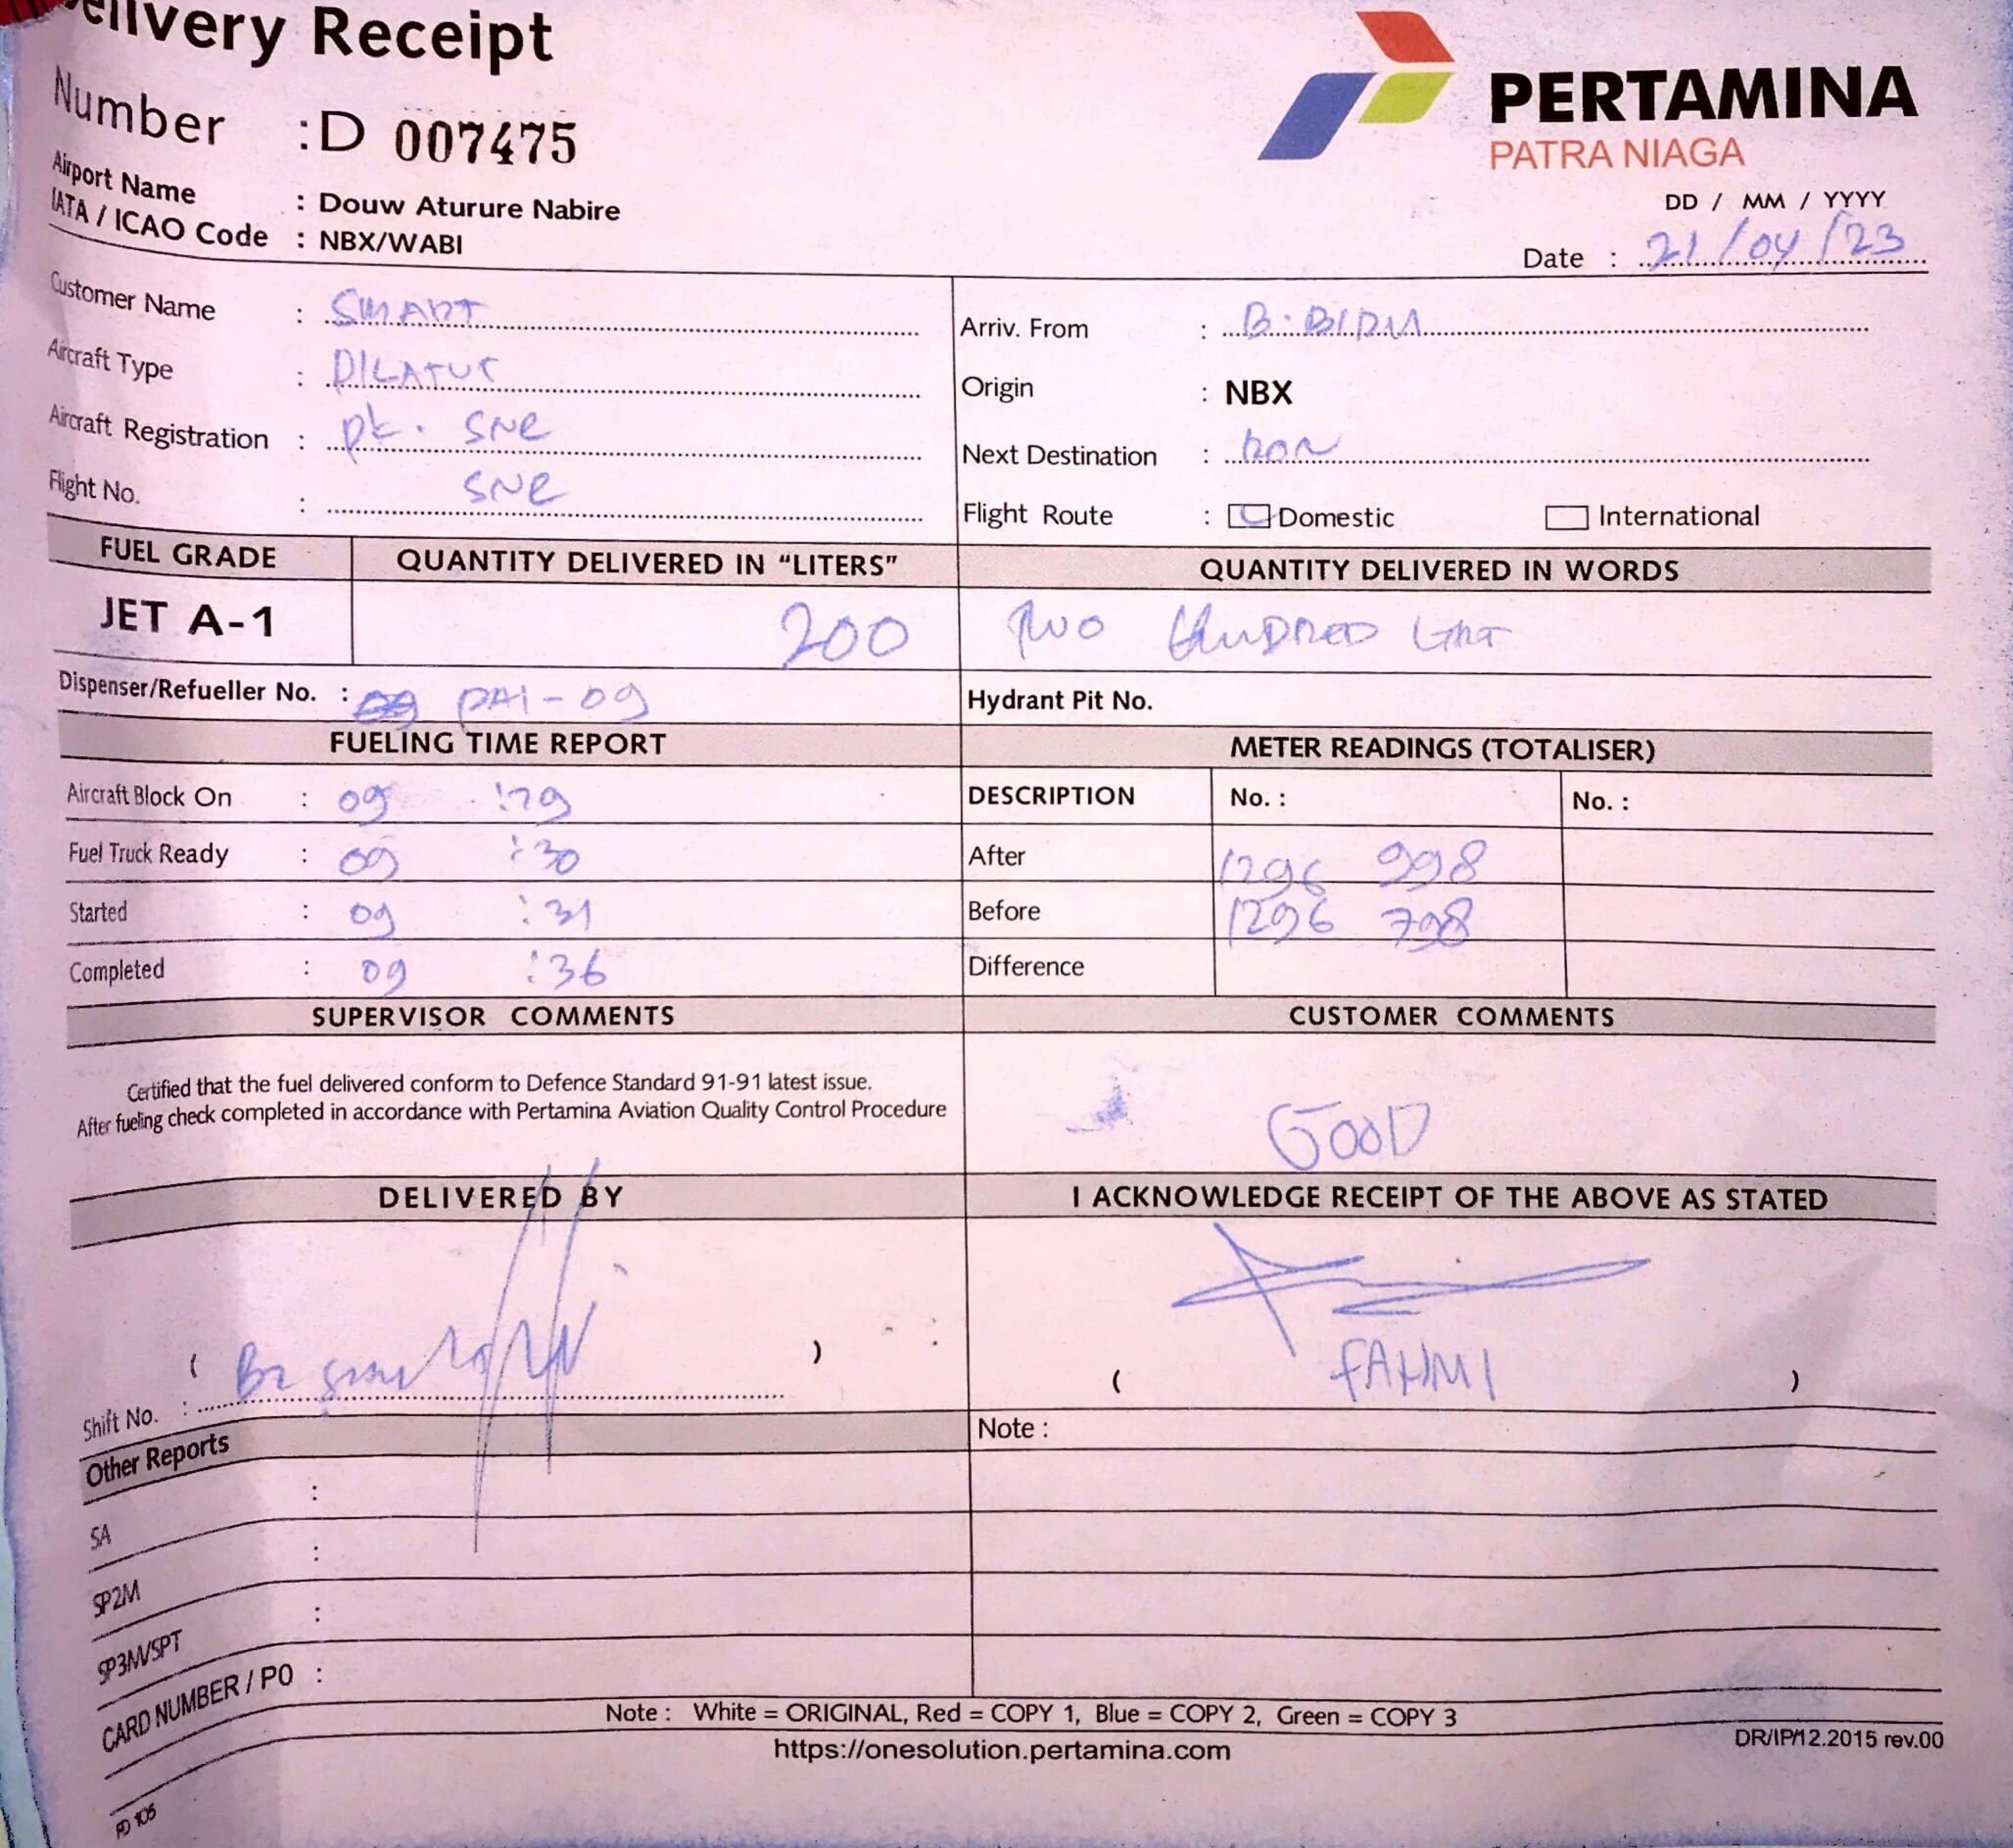 elivery Receipt
PERTAMINA
PATRA NIAGA
Number : D 007475
Airport Name : Douw Aturure Nabire
IATA / ICAO Code : NBX/WABI
DD / MM / YYYY
Date : 21/04/23
Customer Name : SMART
Arriv. From :
Aircraft Type :
Origin : NBX
Aircraft Registration : PK. SNE
Next Destination : RON
Flight No. : SNE
Flight Route : Domestic International
FUEL GRADE QUANTITY DELIVERED IN “LITERS” QUANTITY DELIVERED IN WORDS
JET A-1 200 TWO HUNDRED
Dispenser/Refueller No. : PAI-09 Hydrant Pit No.
FUELING TIME REPORT METER READINGS (TOTALISER)
Aircraft Block On : 09 :29 DESCRIPTION No. : No. :
Fuel Truck Ready : 09 :30 After 1296 998
Started : 09 :31 Before 1296 798
Completed : 09 :36 Difference
SUPERVISOR COMMENTS CUSTOMER COMMENTS
Certified that the fuel delivered conform to Defence Standard 91-91 latest issue.
After fueling check completed in accordance with Pertamina Aviation Quality Control Procedure
GOOD
DELIVERED BY I ACKNOWLEDGE RECEIPT OF THE ABOVE AS STATED
( )
( FAHMI )
Shift No. :
Other Reports Note :
:
SA :
SP2M :
SP3M/SPT
CARD NUMBER / PO :
Note : White = ORIGINAL, Red = COPY 1, Blue = COPY 2, Green = COPY 3
https://onesolution.pertamina.com
DR/IP/12.2015 rev.00
FD 105